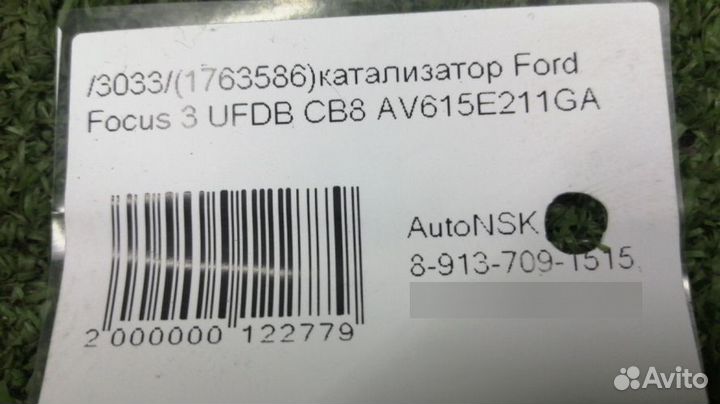 /3033/(1763586)катализатор Ford
Focus 3 UFDB CB8 AV615E211GA
AutoNSK
8-913-709-1515
2 000000 122779
Avito